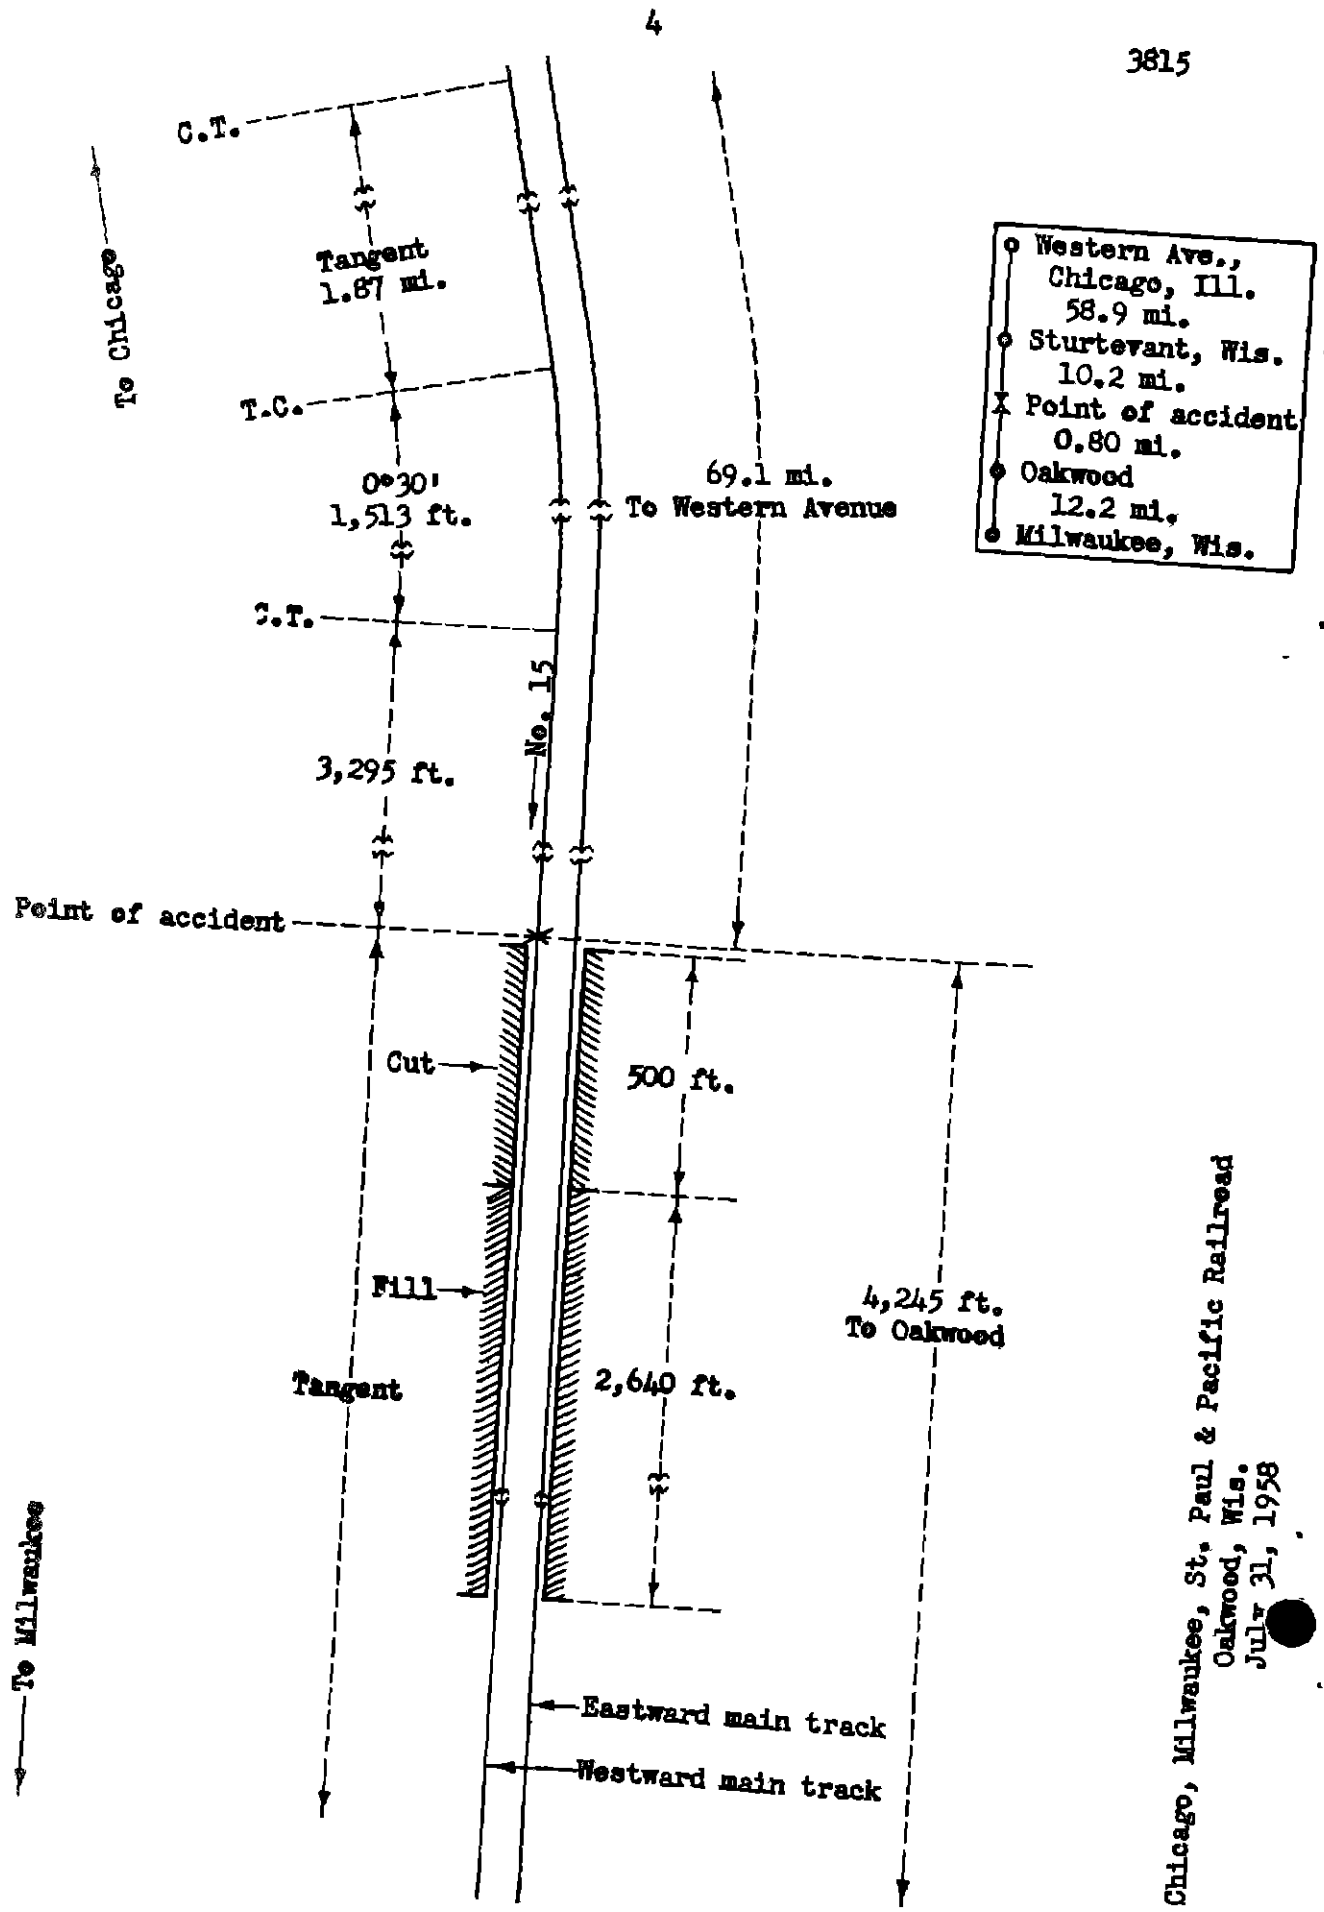 4
3815
C.T.
To Chicago
Tangent
1.87 mi.
Western Ave.,
Chicago, Ill.
58.9 mi.
Sturtevant, Wis.
10.2 mi.
Point of accident
0.80 mi.
Oakwood
12.2 mi.
Milwaukee, Wis.
T.C.
0°30'
1,513 ft.
69.1 mi.
To Western Avenue
C.T.
No. 15
3,295 ft.
Point of accident
Cut
500 ft.
Fill
4,245 ft.
To Oakwood
Tangent
2,640 ft.
To Milwaukee
Eastward main track
Westward main track
Chicago, Milwaukee, St. Paul & Pacific Railroad
Oakwood, Wis.
July 31, 1958